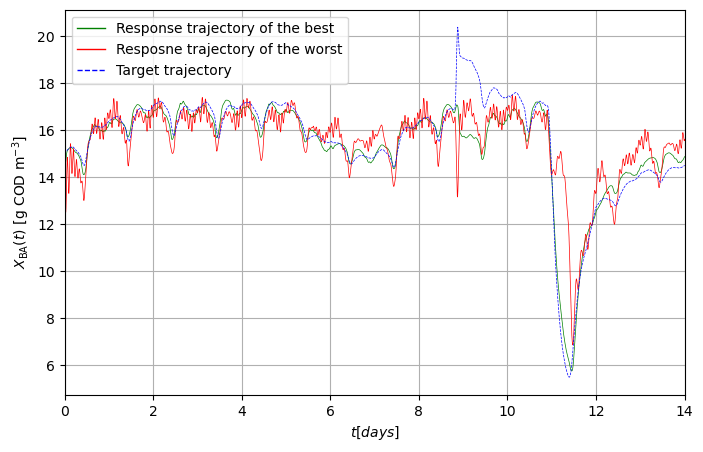 Response trajectory of the best
Resposne trajectory of the worst
Target trajectory
20
18
16
14
12
10
8
6
X_BA(t) [g COD m⁻³]
0 2 4 6 8 10 12 14
t[days]